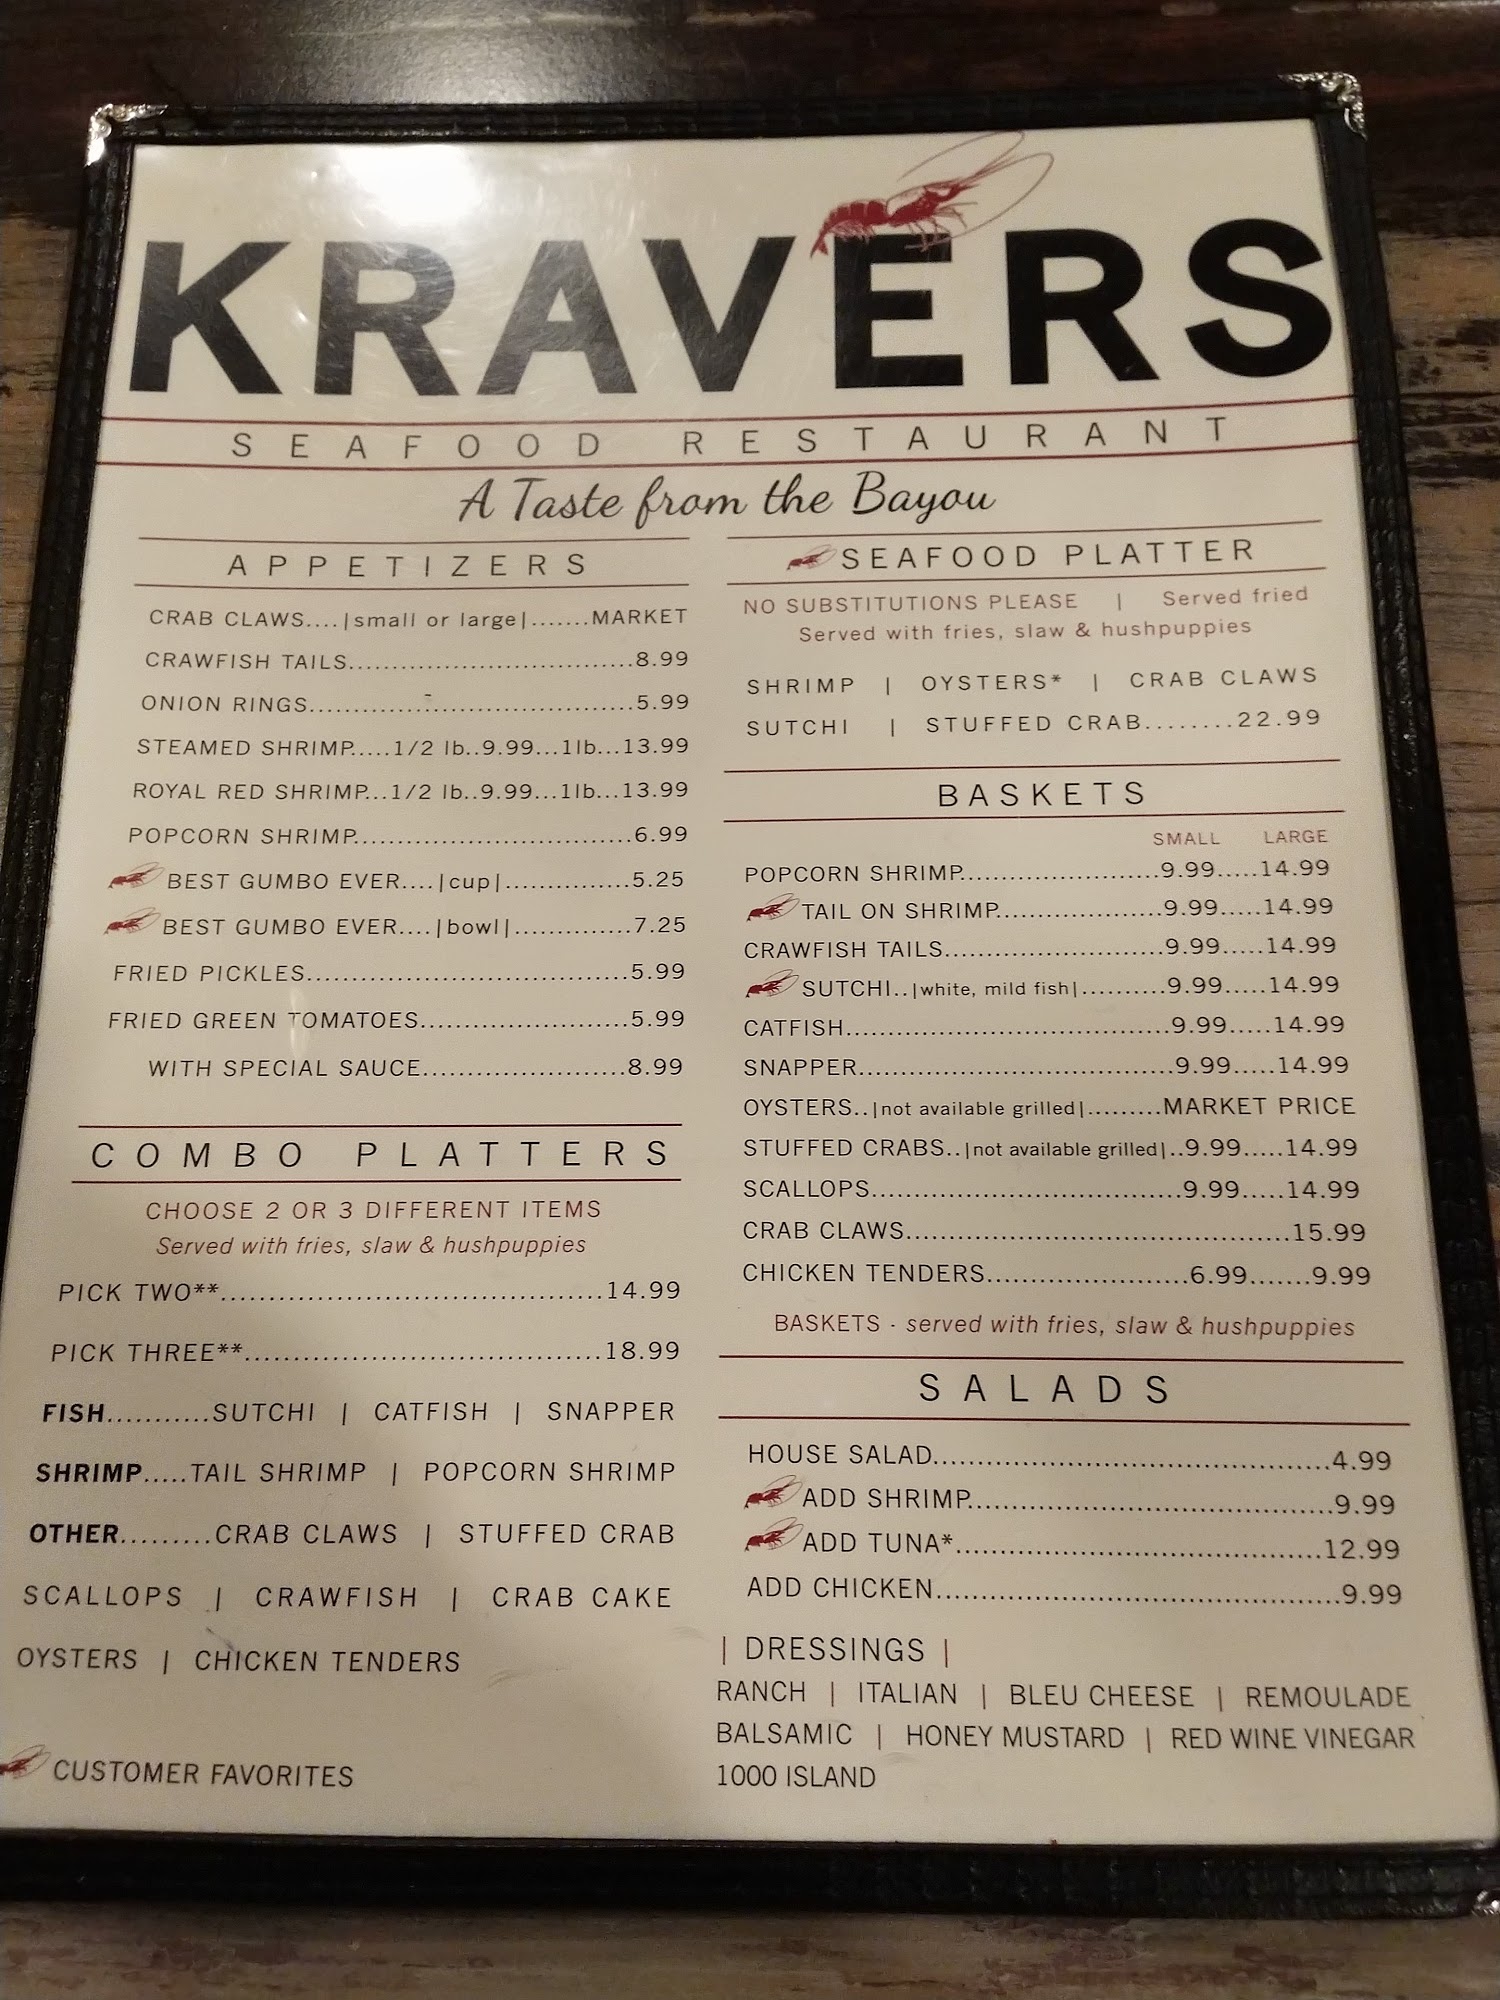 KRAVERS
SEAFOOD RESTAURANT
A Taste from the Bayou
APPETIZERS
CRAB CLAWS....|small or large|.......MARKET
CRAWFISH TAILS..................................8.99
ONION RINGS.......................................5.99
STEAMED SHRIMP.....1/2 lb..9.99...1lb...13.99
ROYAL RED SHRIMP...1/2 lb..9.99...1lb...13.99
POPCORN SHRIMP..................................6.99
BEST GUMBO EVER....|cup|...............5.25
BEST GUMBO EVER....|bowl|..............7.25
FRIED PICKLES.......................................5.99
FRIED GREEN TOMATOES.........................5.99
WITH SPECIAL SAUCE........................8.99
COMBO PLATTERS
CHOOSE 2 OR 3 DIFFERENT ITEMS
Served with fries, slaw & hushpuppies
PICK TWO**.......................................14.99
PICK THREE**.....................................18.99
FISH...........SUTCHI | CATFISH | SNAPPER
SHRIMP.....TAIL SHRIMP | POPCORN SHRIMP
OTHER.........CRAB CLAWS | STUFFED CRAB
SCALLOPS | CRAWFISH | CRAB CAKE
OYSTERS | CHICKEN TENDERS
CUSTOMER FAVORITES
SEAFOOD PLATTER
NO SUBSTITUTIONS PLEASE | Served fried
Served with fries, slaw & hushpuppies
SHRIMP | OYSTERS* | CRAB CLAWS
SUTCHI | STUFFED CRAB........22.99
BASKETS
SMALL LARGE
POPCORN SHRIMP.....................9.99.....14.99
TAIL ON SHRIMP.................9.99.....14.99
CRAWFISH TAILS.......................9.99.....14.99
SUTCHI..|white, mild fish|..........9.99.....14.99
CATFISH..................................9.99.....14.99
SNAPPER.................................9.99.....14.99
OYSTERS..|not available grilled|.........MARKET PRICE
STUFFED CRABS..|not available grilled|..9.99.....14.99
SCALLOPS................................9.99.....14.99
CRAB CLAWS........................................15.99
CHICKEN TENDERS.....................6.99.......9.99
BASKETS - served with fries, slaw & hushpuppies
SALADS
HOUSE SALAD.........................................4.99
ADD SHRIMP......................................9.99
ADD TUNA*......................................12.99
ADD CHICKEN..........................................9.99
| DRESSINGS |
RANCH | ITALIAN | BLEU CHEESE | REMOULADE
BALSAMIC | HONEY MUSTARD | RED WINE VINEGAR
1000 ISLAND